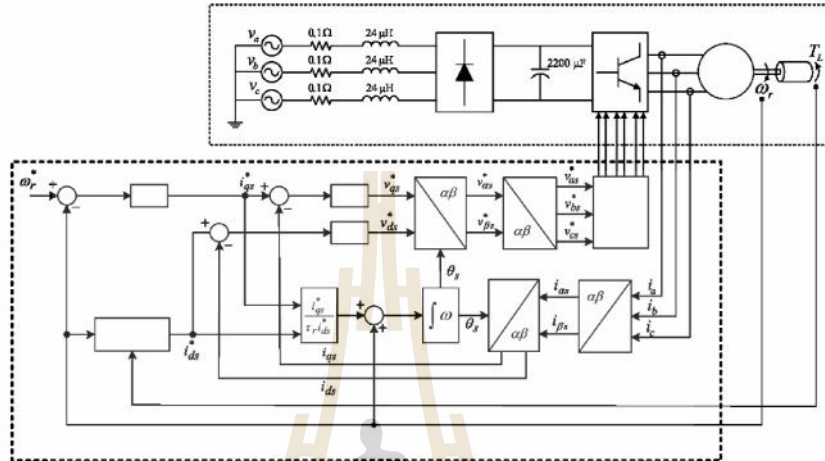 v_a 0.1Ω 24 μH
v_b 0.1Ω 24 μH
v_c 0.1Ω 24 μH
2200 μF
T_L
ω_r
ω_r^* + −
i_qs^* + −
v_qs^* αβ v_αs^* αβ v_as^*
+ −
v_ds^* v_βs^* v_bs^*
v_cs^*
θ_s
i_qs^* / τ_r i_ds^*
+ +
∫ω θ_s
αβ
i_αs αβ i_a
i_βs i_b
i_c
i_ds^*
i_qs
i_ds